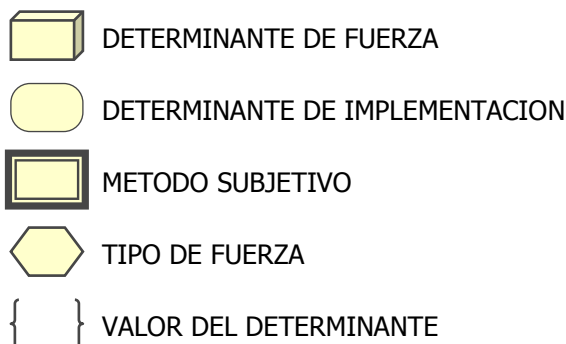 DETERMINANTE DE FUERZA
DETERMINANTE DE IMPLEMENTACION
METODO SUBJETIVO
TIPO DE FUERZA
VALOR DEL DETERMINANTE